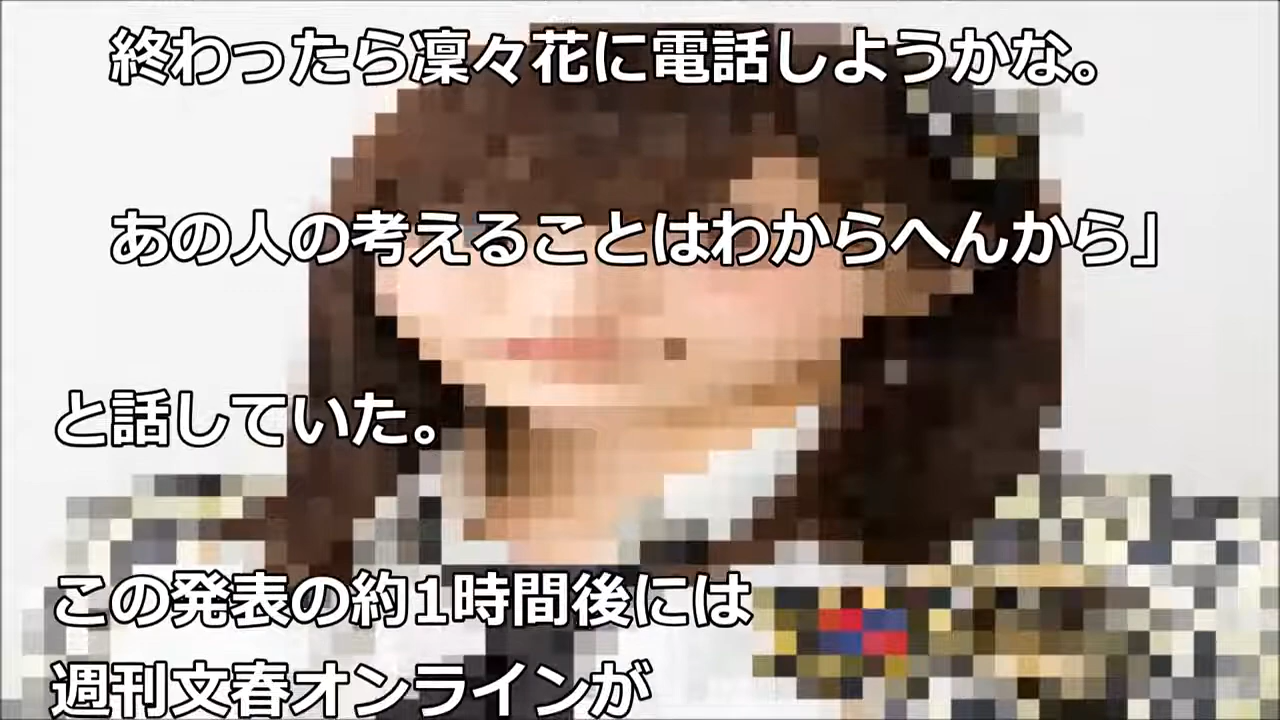 終わったら凜々花に電話しようかな。
あの人の考えることはわからへんから」
と話していた。
この発表の約1時間後には
週刊文春オンラインが